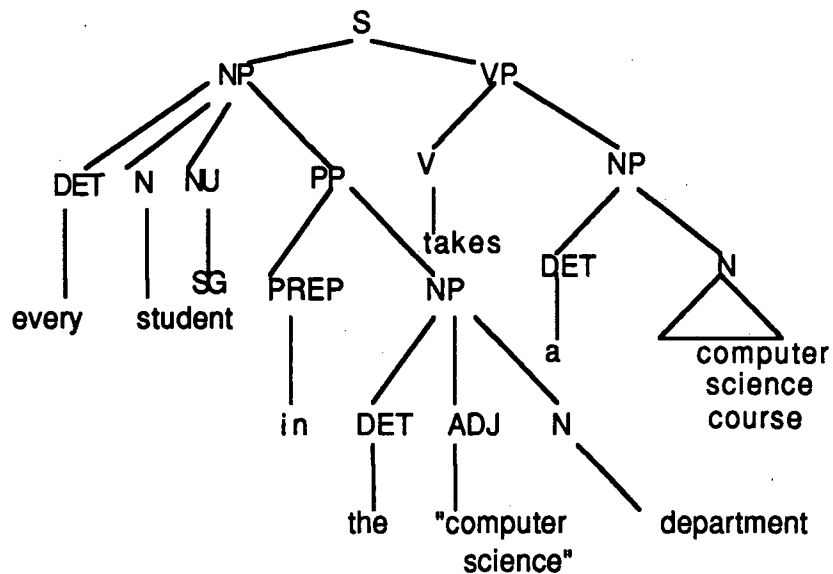 S
NP VP
DET N NU PP V NP
takes
SG PREP NP DET N
every student
a computer
science
in DET ADJ N course
the "computer department
science"